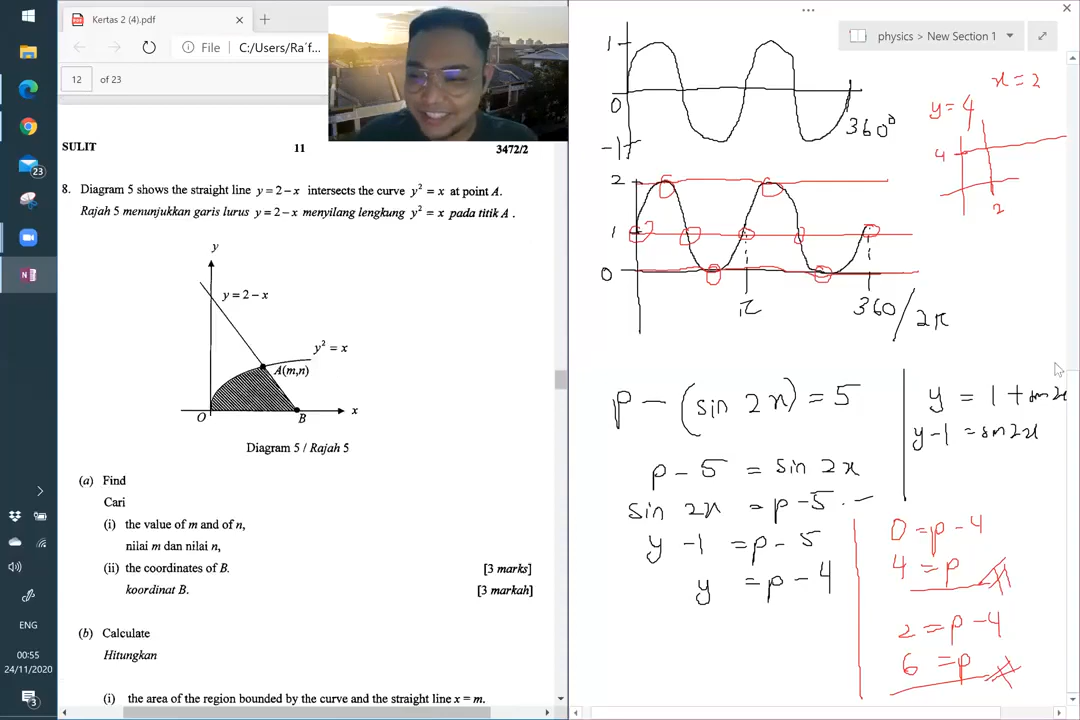 Kertas 2 (4).pdf
File
C:/Users/Ra´f...
12 of 23
SULIT
11
3472/2
8. Diagram 5 shows the straight line y = 2 – x intersects the curve y² = x at point A.
Rajah 5 menunjukkan garis lurus y = 2 – x menyilang lengkung y² = x pada titik A .
y
y = 2 – x
y² = x
A(m,n)
O
B
x
Diagram 5 / Rajah 5
(a) Find
Cari
(i) the value of m and of n,
nilai m dan nilai n,
(ii) the coordinates of B.
[3 marks]
koordinat B.
[3 markah]
(b) Calculate
Hitungkan
(i) the area of the region bounded by the curve and the straight line x = m.
23
ENG
00:55
24/11/2020
3
physics > New Section 1
1
0
-1
360°
x = 2
y = 4
4
2
2
1
0
π
360/2π
p - (sin 2x) = 5
p - 5 = sin 2x
sin 2x = p - 5
y - 1 = p - 5
y = p - 4
y = 1 + sin 2x
y - 1 = sin 2x
0 = p - 4
4 = p
2 = p - 4
6 = p